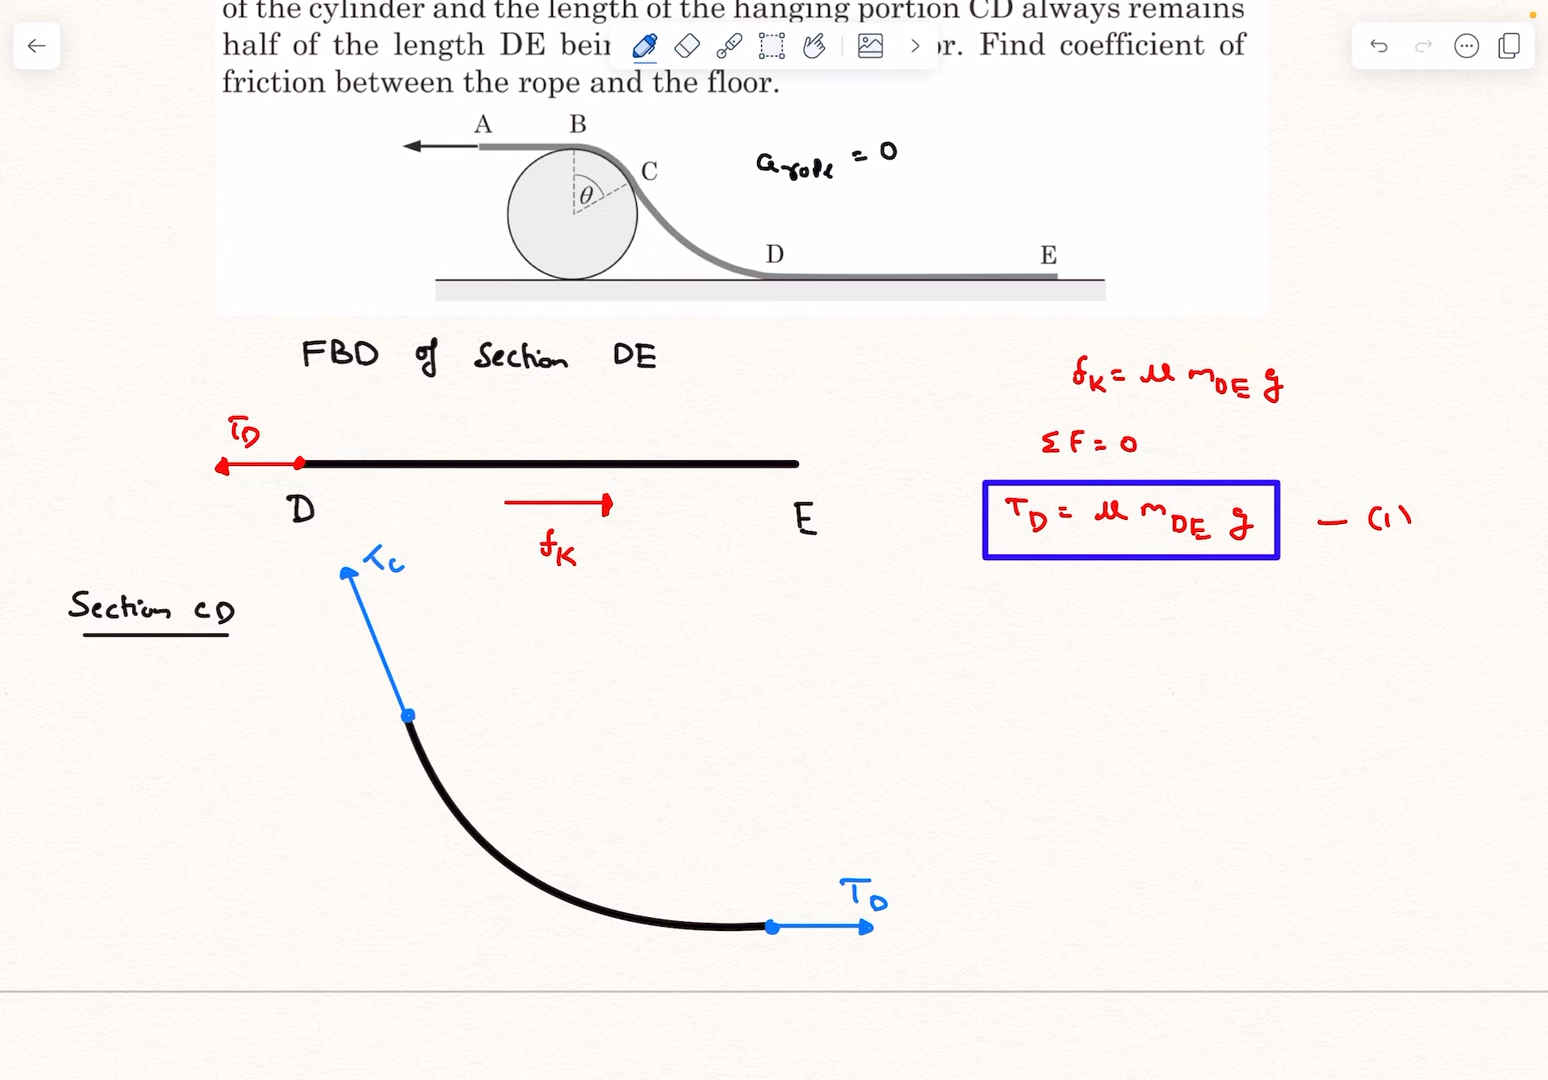 of the cylinder and the length of the hanging portion CD always remains
half of the length DE bei or. Find coefficient of
friction between the rope and the floor.
A B
C
θ
a rope = 0
D E
FBD of Section DE
f_K = μ m_DE g
T_D
Σ F = 0
D E
f_K
T_D = μ m_DE g — (1)
T_C
Section CD
T_D